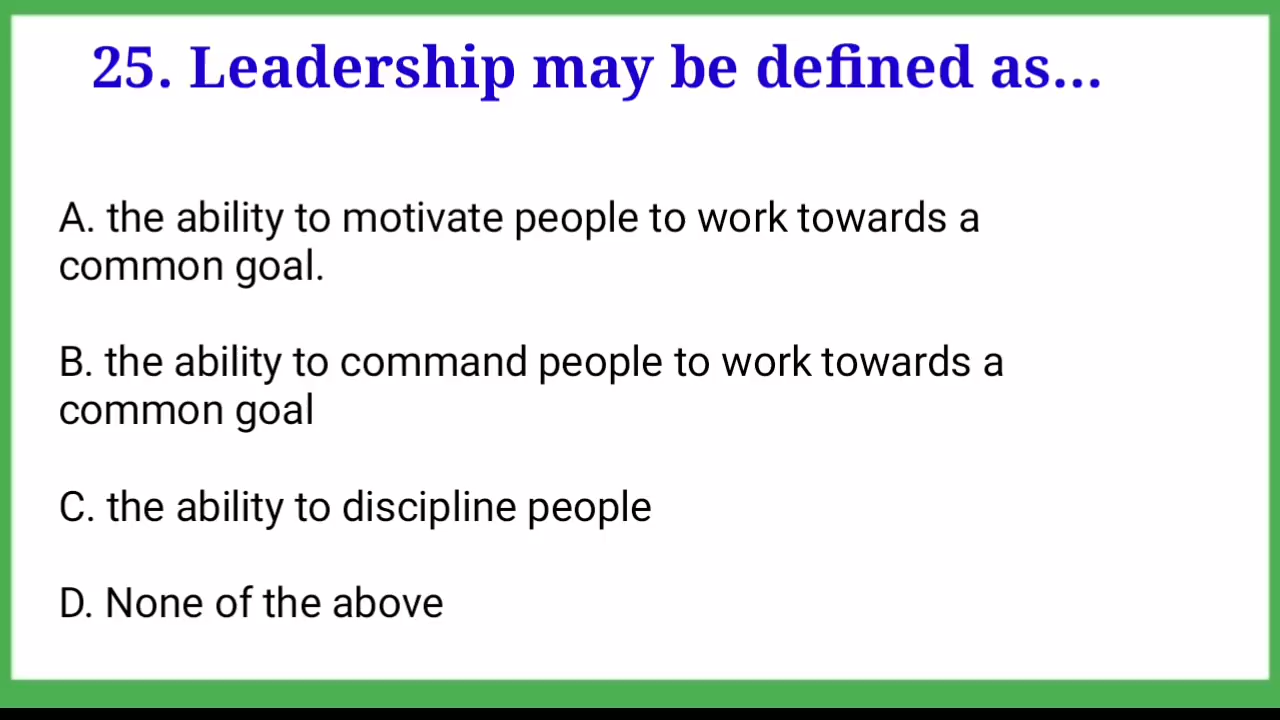 25. Leadership may be defined as...
A. the ability to motivate people to work towards a
common goal.
B. the ability to command people to work towards a
common goal
C. the ability to discipline people
D. None of the above